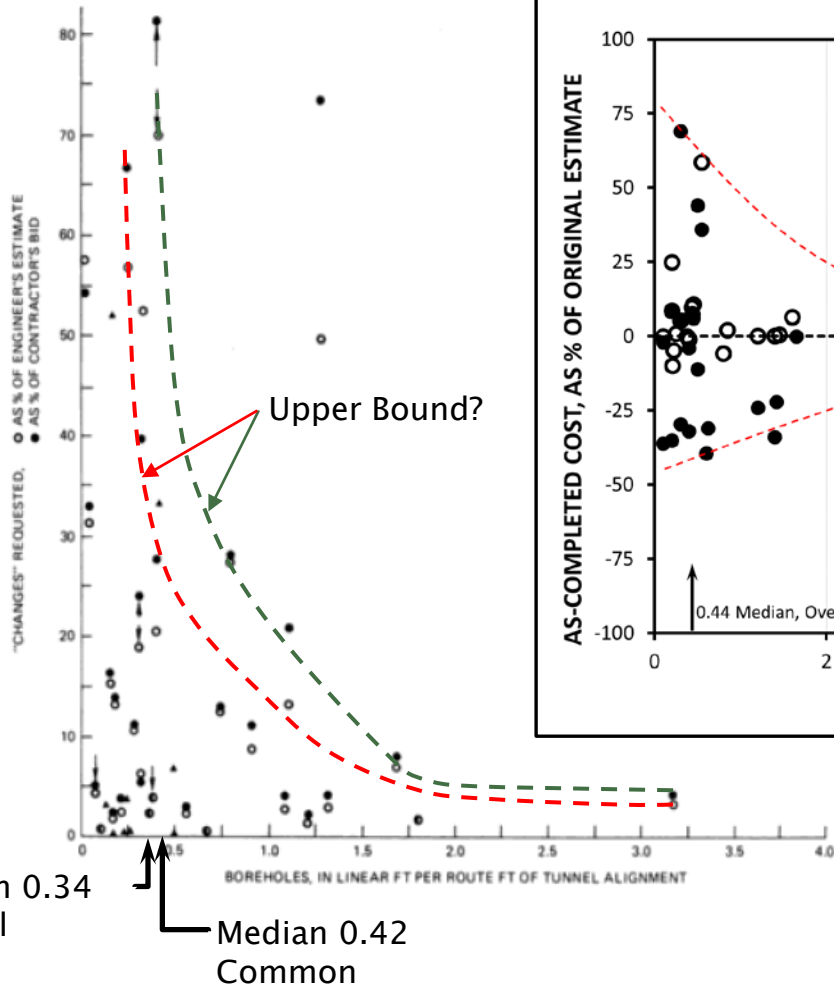 "CHANGES" REQUESTED,
○ AS % OF ENGINEER'S ESTIMATE
● AS % OF CONTRACTOR'S BID
80
70
60
50
40
30
20
10
0
0
0.5
1.0
1.5
2.0
2.5
3.0
3.5
4.0
BOREHOLES, IN LINEAR FT PER ROUTE FT OF TUNNEL ALIGNMENT
Upper Bound?
n 0.34
l
Median 0.42
Common
AS-COMPLETED COST, AS % OF ORIGINAL ESTIMATE
100
75
50
25
0
-25
-50
-75
-100
0.44 Median, Ove
0
2